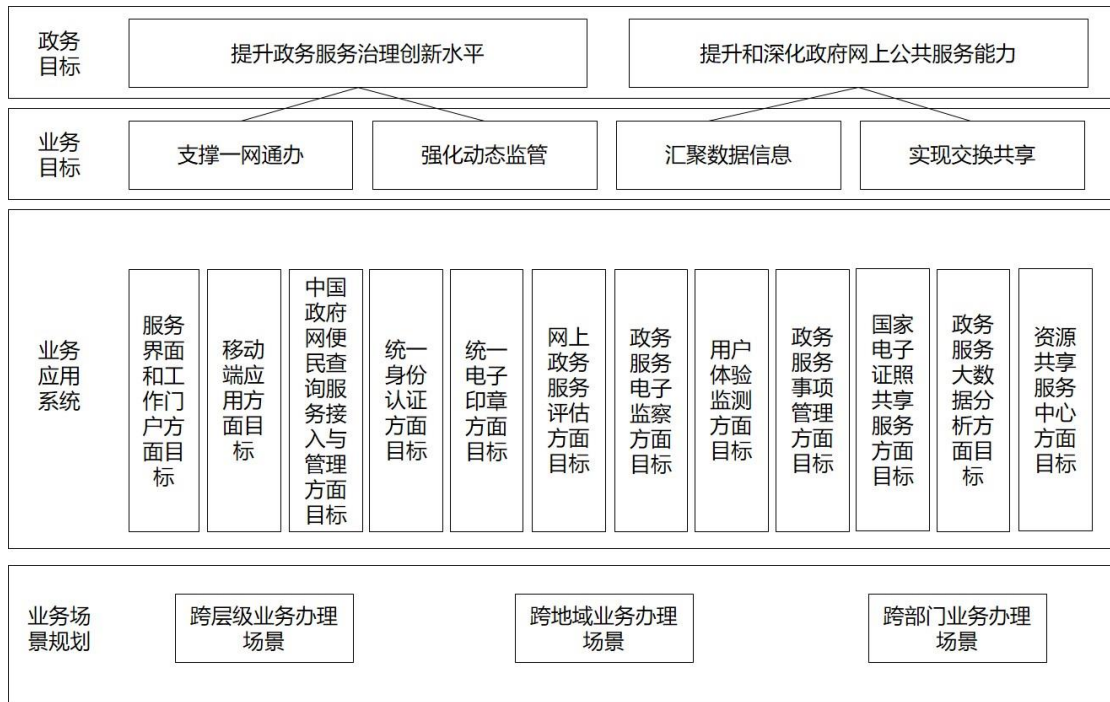 政务
目标
提升政务服务治理创新水平
提升和深化政府网上公共服务能力
业务
目标
支撑一网通办
强化动态监管
汇聚数据信息
实现交换共享
业务
应用
系统
服务
界面
和工
作门
户方
面目
标
移动
端应
用方
面目
标
中国
政府
网便
民查
询服
务接
入与
管理
方面
目标
统一
身份
认证
方面
目标
统一
电子
印章
方面
目标
网上
政务
服务
评估
方面
目标
政务
服务
电子
监察
方面
目标
用户
体验
监测
方面
目标
政务
服务
事项
管理
方面
目标
国家
电子
证照
共享
服务
方面
目标
政务
服务
大数
据分
析方
面目
标
资源
共享
服务
中心
方面
目标
业务场
景规划
跨层级业务办理
场景
跨地域业务办理
场景
跨部门业务办理
场景